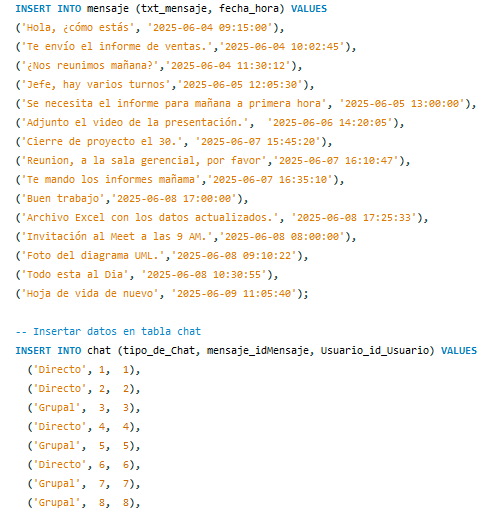 INSERT INTO mensaje (txt_mensaje, fecha_hora) VALUES
('Hola, ¿cómo estás', '2025-06-04 09:15:00'),
('Te envío el informe de ventas.','2025-06-04 10:02:45'),
('¿Nos reunimos mañana?','2025-06-04 11:30:12'),
('Jefe, hay varios turnos','2025-06-05 12:05:30'),
('Se necesita el informe para mañana a primera hora', '2025-06-05 13:00:00'),
('Adjunto el video de la presentación.',  '2025-06-06 14:20:05'),
('Cierre de proyecto el 30.', '2025-06-07 15:45:20'),
('Reunion, a la sala gerencial, por favor','2025-06-07 16:10:47'),
('Te mando los informes mañama','2025-06-07 16:35:10'),
('Buen trabajo','2025-06-08 17:00:00'),
('Archivo Excel con los datos actualizados.', '2025-06-08 17:25:33'),
('Invitación al Meet a las 9 AM.','2025-06-08 08:00:00'),
('Foto del diagrama UML.','2025-06-08 09:10:22'),
('Todo esta al Dia', '2025-06-08 10:30:55'),
('Hoja de vida de nuevo', '2025-06-09 11:05:40');
-- Insertar datos en tabla chat
INSERT INTO chat (tipo_de_Chat, mensaje_idMensaje, Usuario_id_Usuario) VALUES
('Directo', 1,  1),
('Directo', 2,  2),
('Grupal',  3,  3),
('Directo', 4,  4),
('Grupal',  5,  5),
('Directo', 6,  6),
('Grupal',  7,  7),
('Grupal',  8,  8),